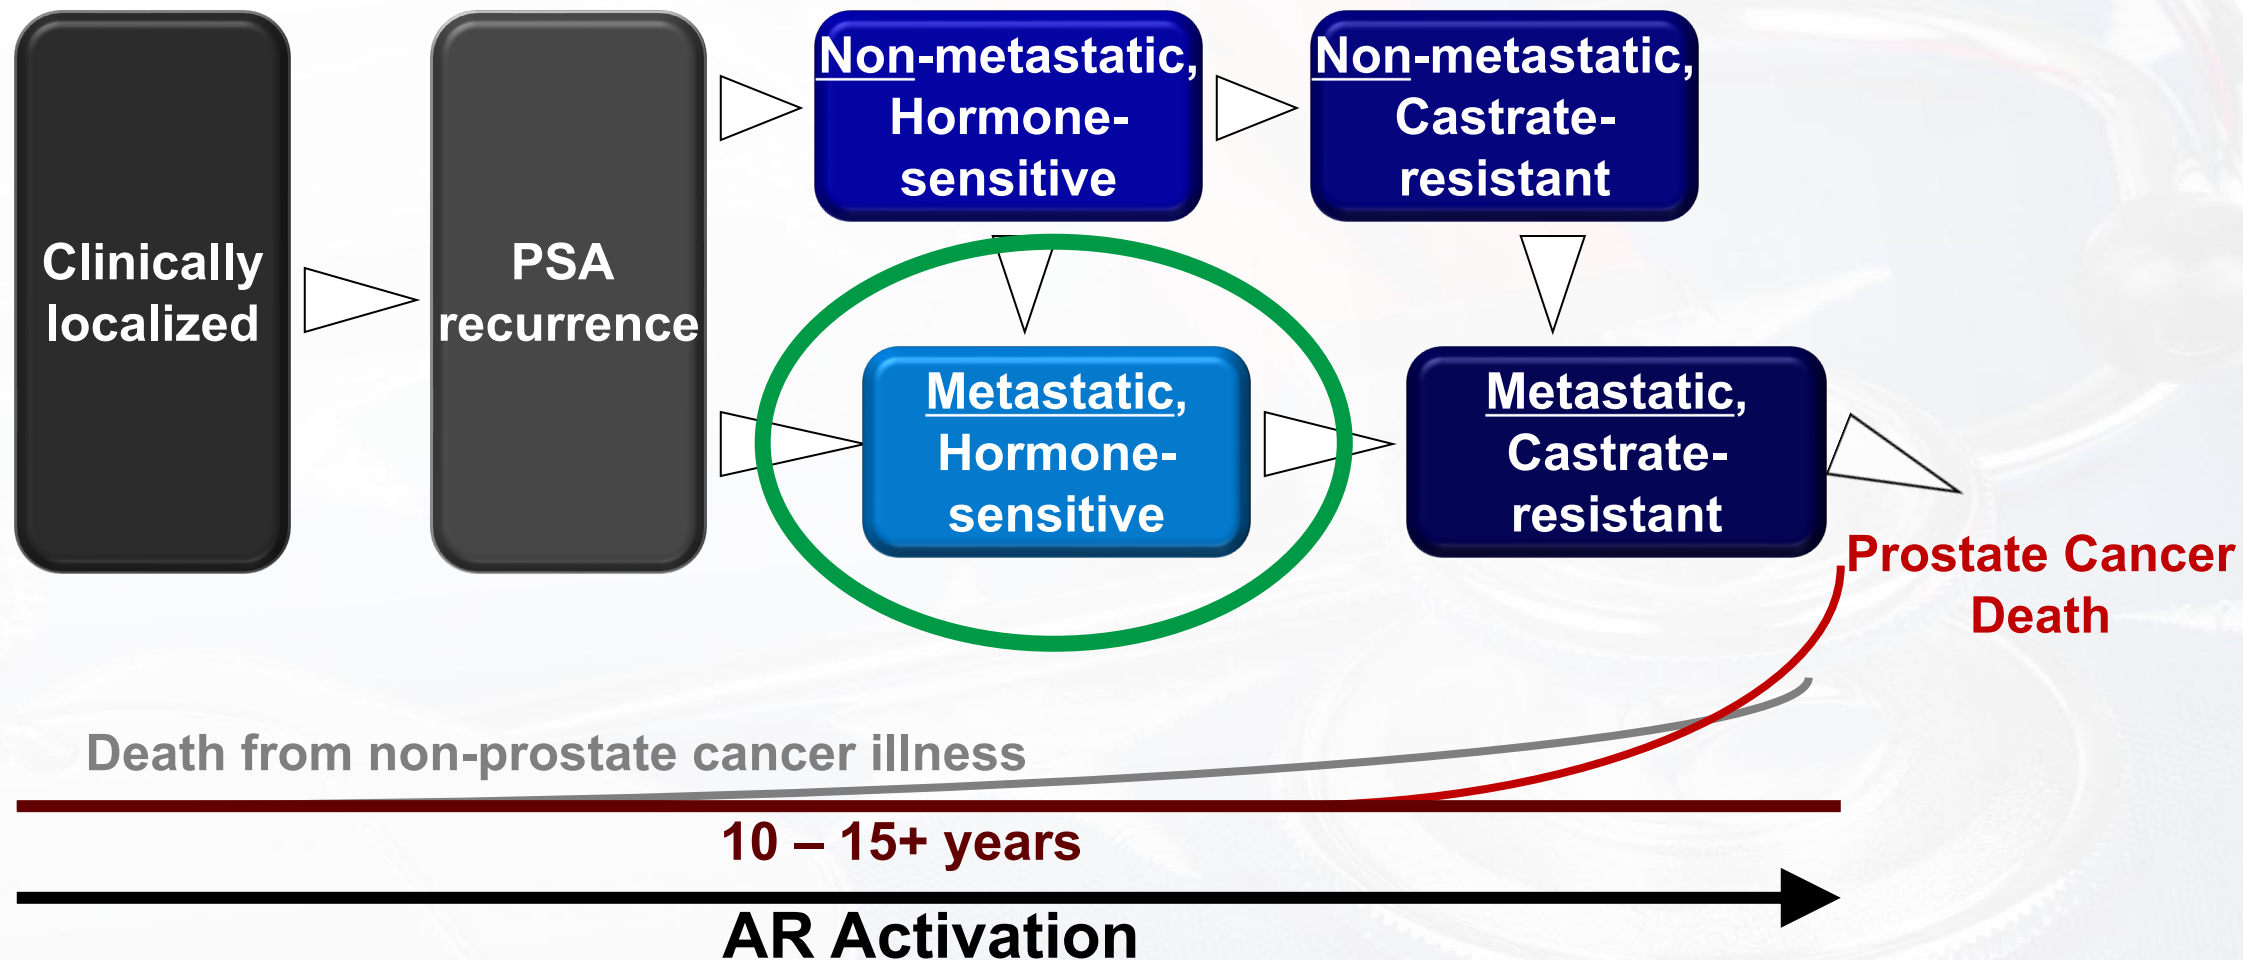 Clinically
localized
PSA
recurrence
Non-metastatic,
Hormone-
sensitive
Non-metastatic,
Castrate-
resistant
Metastatic,
Hormone-
sensitive
Metastatic,
Castrate-
resistant
Prostate Cancer
Death
Death from non-prostate cancer illness
10 – 15+ years
AR Activation